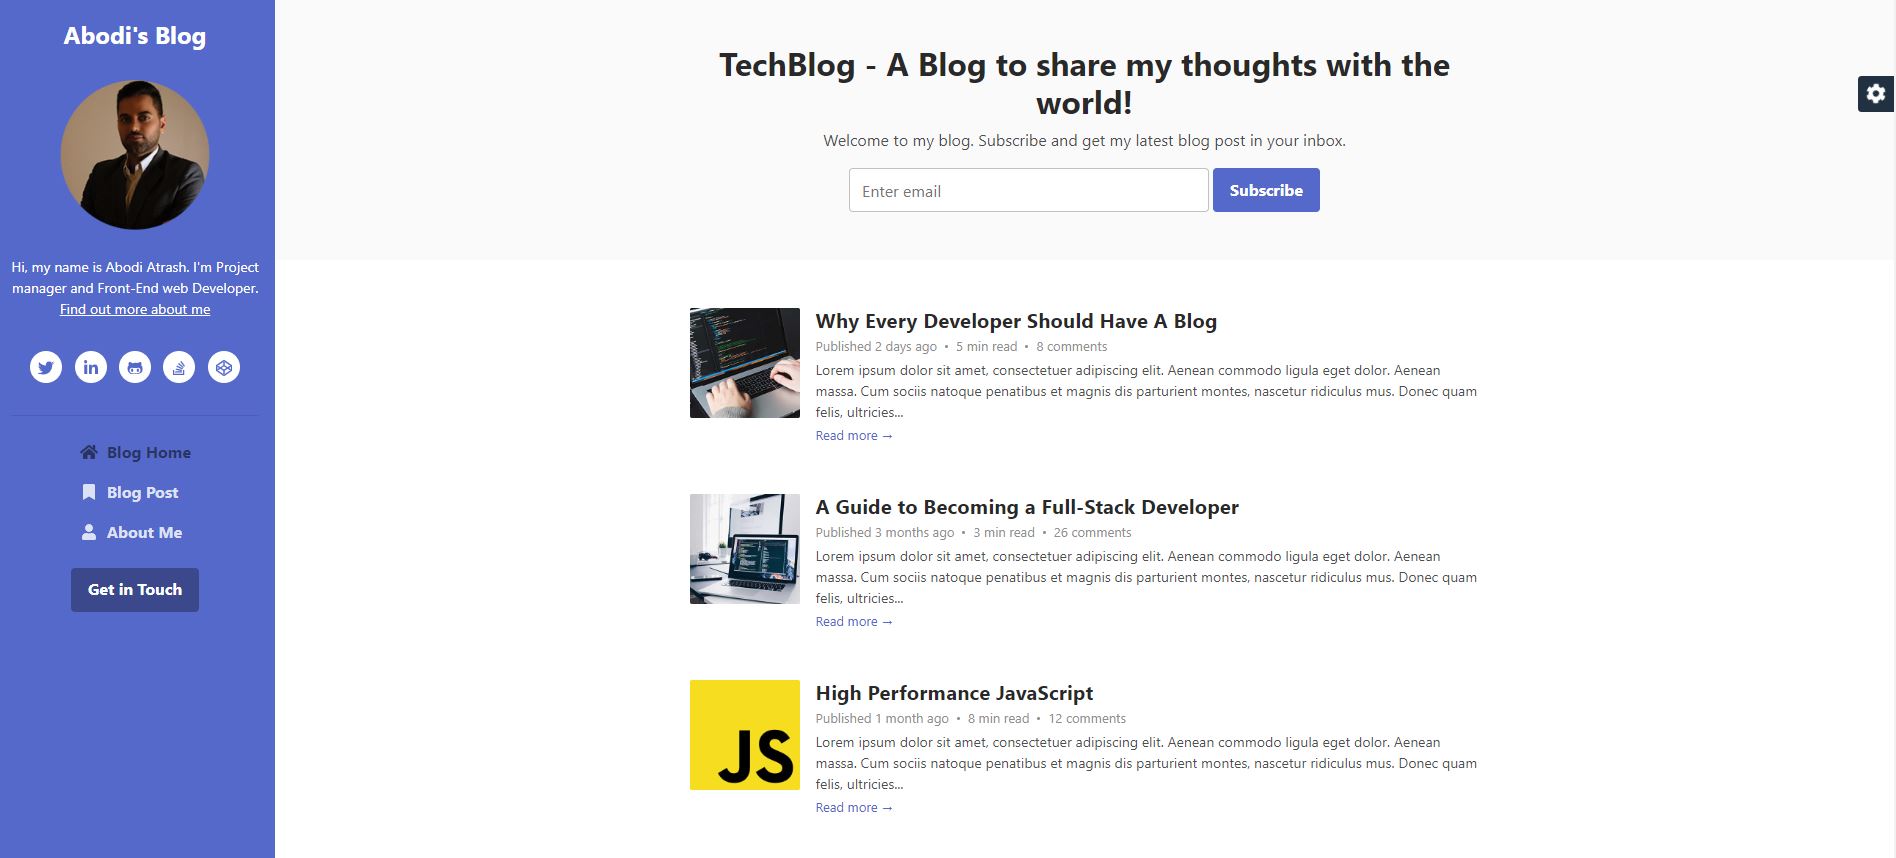 Abodi's Blog
Hi, my name is Abodi Atrash. I'm Project
manager and Front-End web Developer.
Find out more about me
Blog Home
Blog Post
About Me
Get in Touch
TechBlog - A Blog to share my thoughts with the
world!
Welcome to my blog. Subscribe and get my latest blog post in your inbox.
Enter email Subscribe
Why Every Developer Should Have A Blog
Published 2 days ago • 5 min read • 8 comments
Lorem ipsum dolor sit amet, consectetuer adipiscing elit. Aenean commodo ligula eget dolor. Aenean
massa. Cum sociis natoque penatibus et magnis dis parturient montes, nascetur ridiculus mus. Donec quam
felis, ultricies...
Read more →
A Guide to Becoming a Full-Stack Developer
Published 3 months ago • 3 min read • 26 comments
Lorem ipsum dolor sit amet, consectetuer adipiscing elit. Aenean commodo ligula eget dolor. Aenean
massa. Cum sociis natoque penatibus et magnis dis parturient montes, nascetur ridiculus mus. Donec quam
felis, ultricies...
Read more →
JS
High Performance JavaScript
Published 1 month ago • 8 min read • 12 comments
Lorem ipsum dolor sit amet, consectetuer adipiscing elit. Aenean commodo ligula eget dolor. Aenean
massa. Cum sociis natoque penatibus et magnis dis parturient montes, nascetur ridiculus mus. Donec quam
felis, ultricies...
Read more →